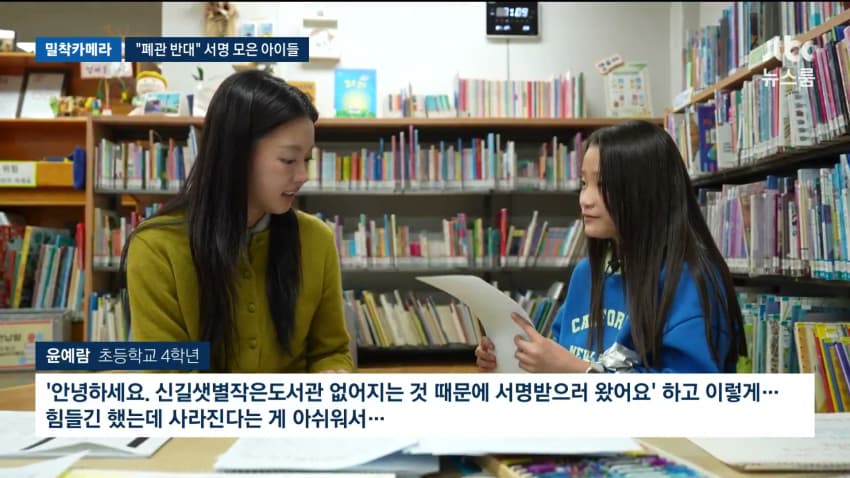 밀착카메라
"폐관 반대" 서명 모은 아이들
jtbc
뉴스룸
CALIFOR
윤예람 초등학교 4학년
'안녕하세요. 신길샛별작은도서관 없어지는 것 때문에 서명받으러 왔어요' 하고 이렇게…
힘들긴 했는데 사라진다는 게 아쉬워서…